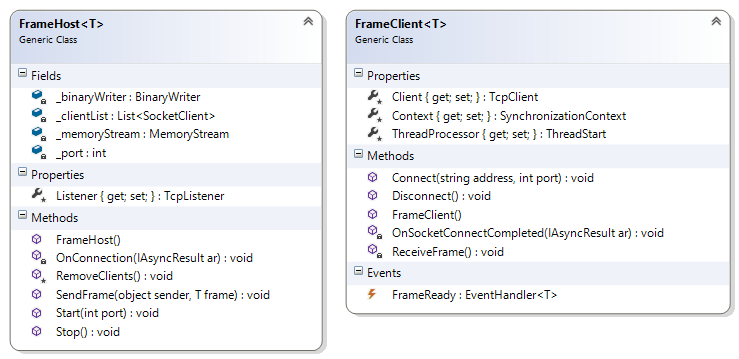 FrameHost<T>
Generic Class
Fields
_binaryWriter : BinaryWriter
_clientList : List<SocketClient>
_memoryStream : MemoryStream
_port : int
Properties
Listener { get; set; } : TcpListener
Methods
FrameHost()
OnConnection(IAsyncResult ar) : void
RemoveClients() : void
SendFrame(object sender, T frame) : void
Start(int port) : void
Stop() : void
FrameClient<T>
Generic Class
Properties
Client { get; set; } : TcpClient
Context { get; set; } : SynchronizationContext
ThreadProcessor { get; set; } : ThreadStart
Methods
Connect(string address, int port) : void
Disconnect() : void
FrameClient()
OnSocketConnectCompleted(IAsyncResult ar) : void
ReceiveFrame() : void
Events
FrameReady : EventHandler<T>